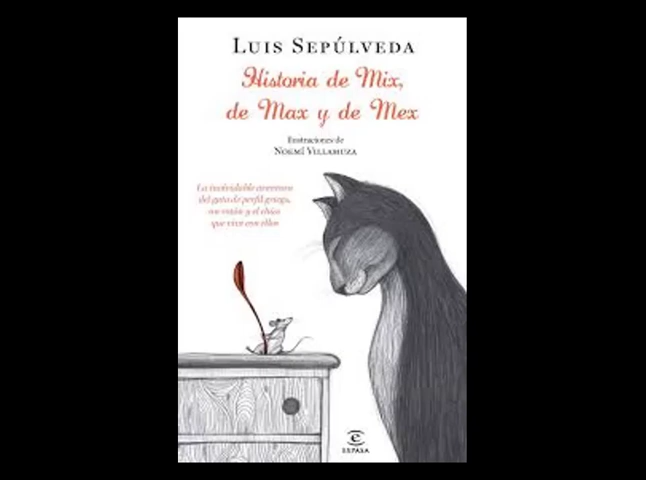 LUIS SEPÚLVEDA
Historia de Mix,
de Max y de Mex
Ilustraciones de
NOEMÍ VILLAMUZA
La inolvidable aventura
del gato de perfil griego,
un ratón y el chico
que vive con ellos
e
ESPASA